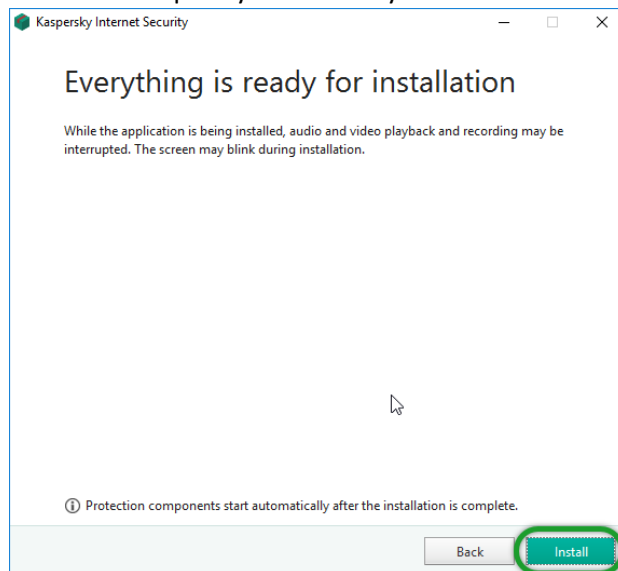 Kaspersky Internet Security
Everything is ready for installation
While the application is being installed, audio and video playback and recording may be
interrupted. The screen may blink during installation.
Protection components start automatically after the installation is complete.
Back
Install